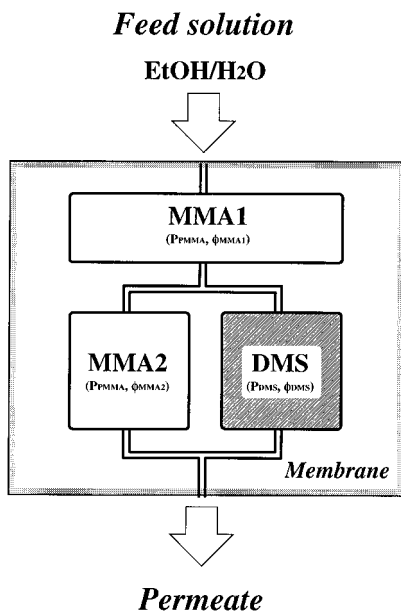 Feed solution
EtOH/H2O
MMA1
(PPMMA, ϕMMA1)
MMA2
(PPMMA, ϕMMA2)
DMS
(PDMS, ϕDMS)
Membrane
Permeate